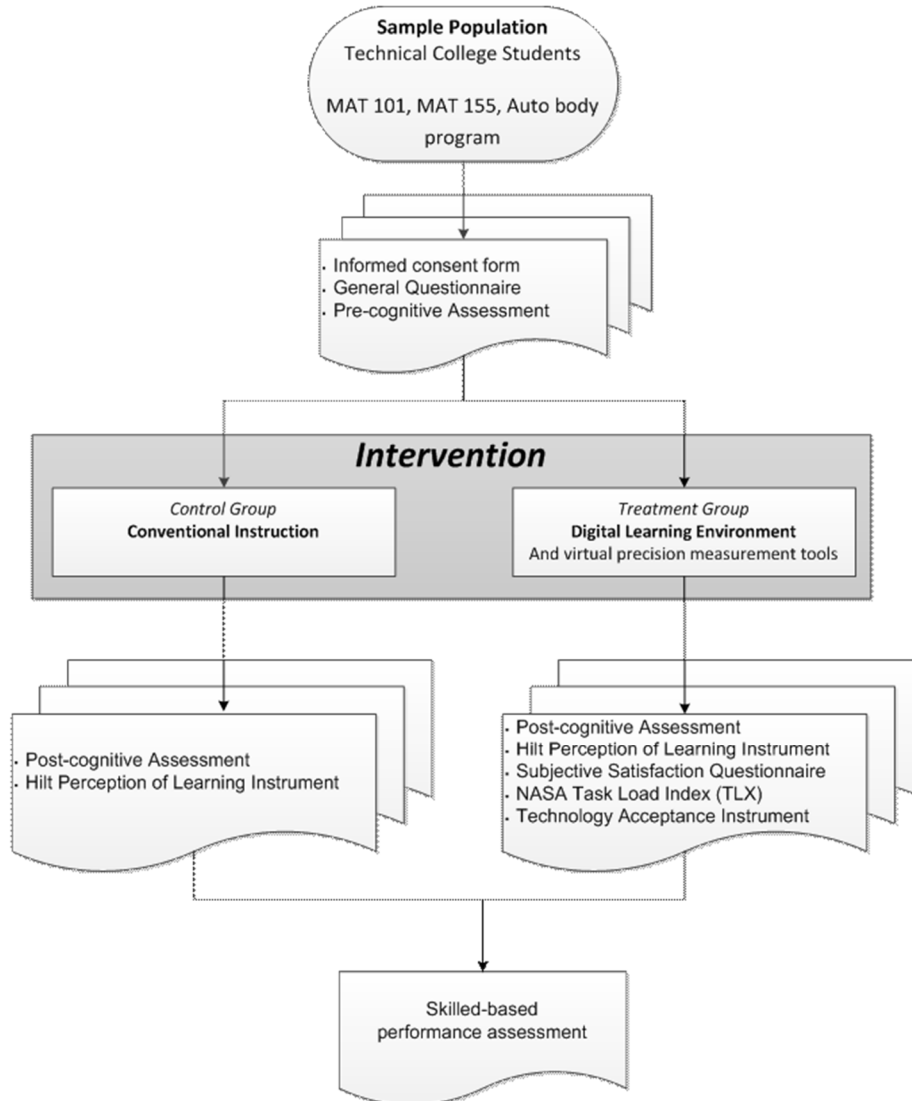 Sample Population
Technical College Students
MAT 101, MAT 155, Auto body
program
. Informed consent form
. General Questionnaire
. Pre-cognitive Assessment
Intervention
Control Group
Conventional Instruction
Treatment Group
Digital Learning Environment
And virtual precision measurement tools
. Post-cognitive Assessment
. Hilt Perception of Learning Instrument
. Post-cognitive Assessment
. Hilt Perception of Learning Instrument
. Subjective Satisfaction Questionnaire
. NASA Task Load Index (TLX)
. Technology Acceptance Instrument
Skilled-based
performance assessment